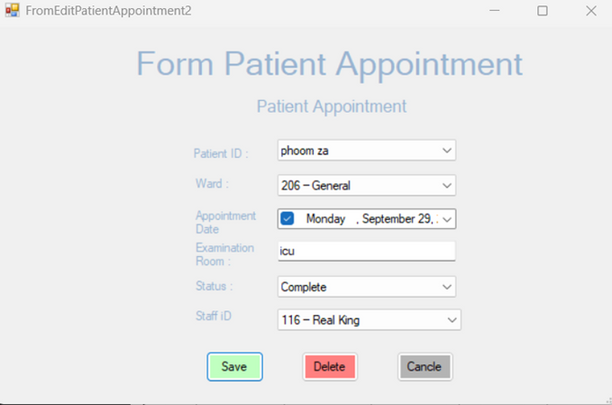 FromEditPatientAppointment2
Form Patient Appointment
Patient Appointment
Patient ID : phoom za
Ward : 206 – General
Appointment Date Monday , September 29,
Examination Room : icu
Status : Complete
Staff iD 116 – Real King
Save Delete Cancle